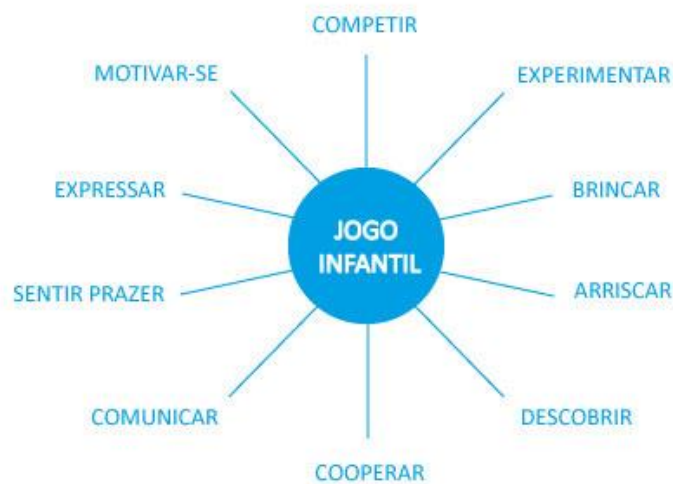 COMPETIR
MOTIVAR-SE
EXPERIMENTAR
EXPRESSAR
BRINCAR
JOGO
INFANTIL
SENTIR PRAZER
ARRISCAR
COMUNICAR
DESCOBRIR
COOPERAR